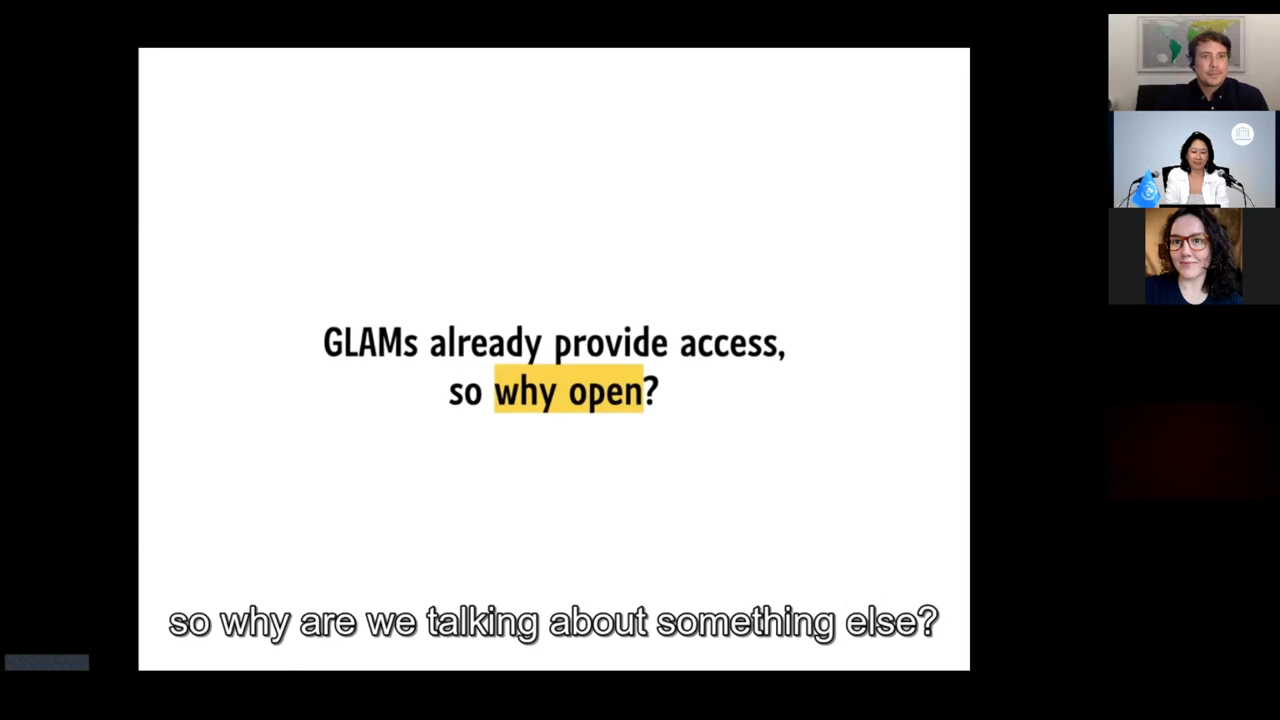 GLAMs already provide access,
so why open?
so why are we talking about something else?